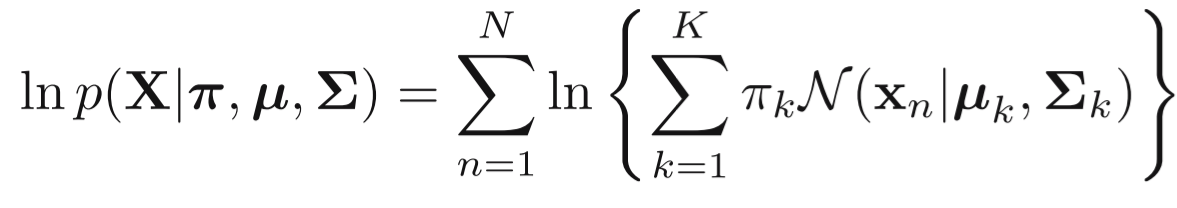 ln p(𝐗|𝝅, 𝝁, 𝚺) = ∑_{n=1}^{N} ln { ∑_{k=1}^{K} π_k 𝒩(𝐱_n|𝝁_k, 𝚺_k) }